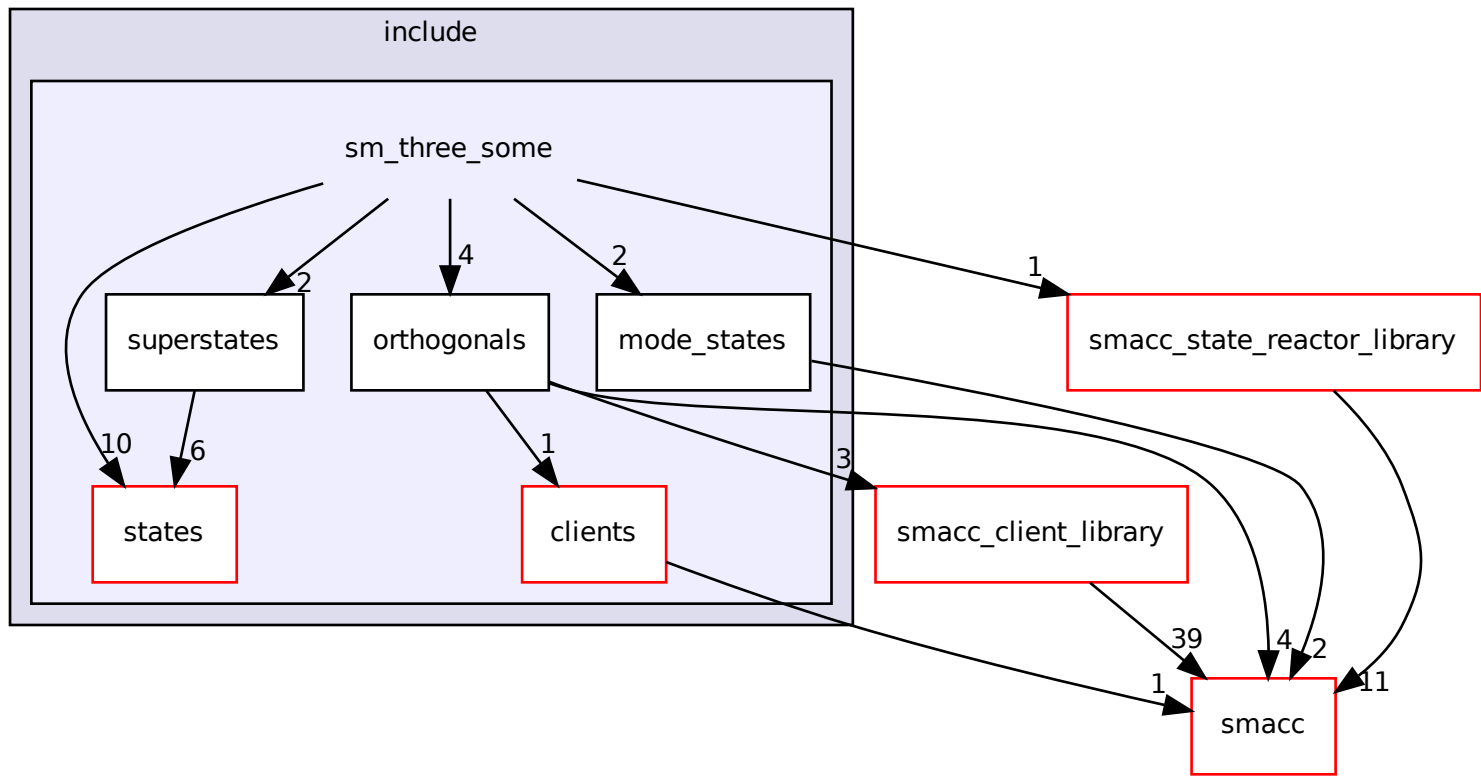 include
sm_three_some
2
4
2
1
superstates
orthogonals
mode_states
smacc_state_reactor_library
10
6
1
3
states
clients
smacc_client_library
39
4
2
1
11
smacc